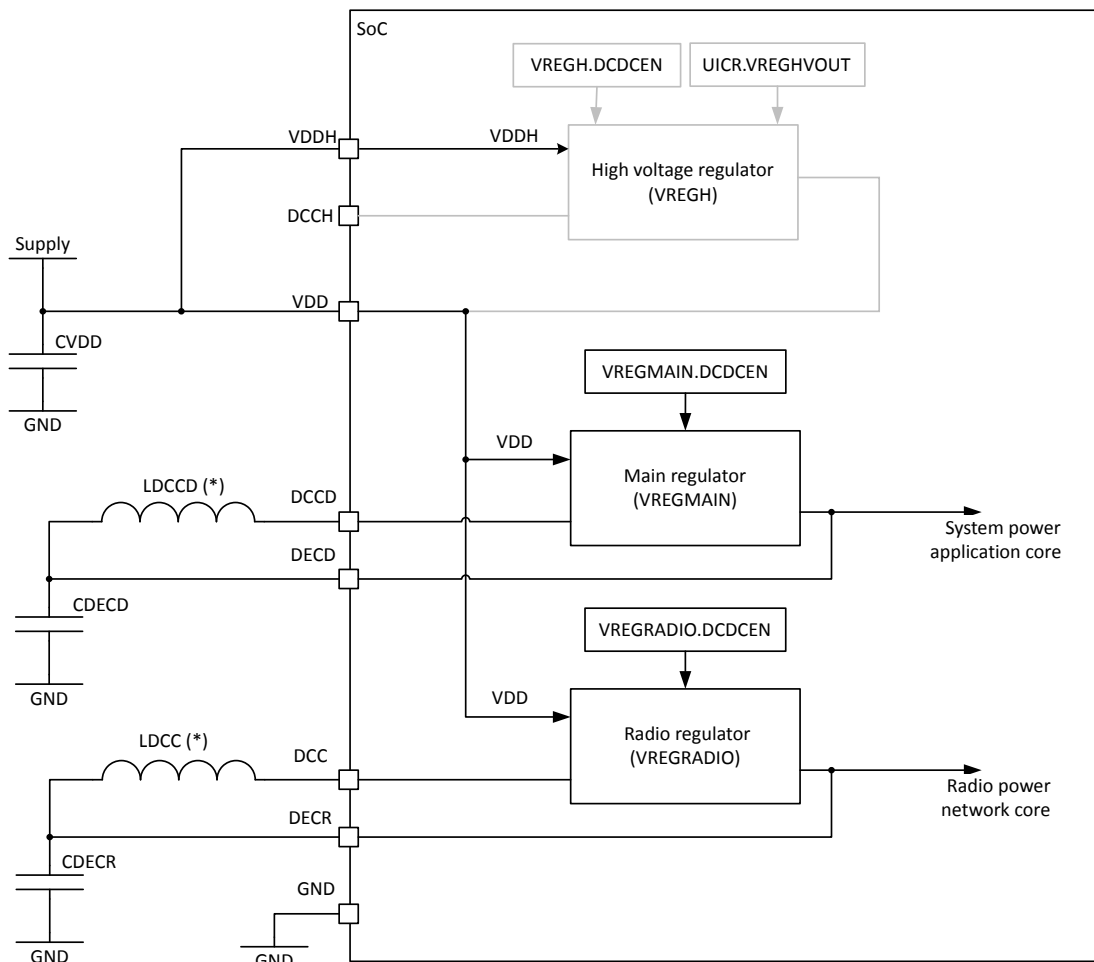 SoC
VREGH.DCDCEN
UICR.VREGHVOUT
VDDH
VDDH
High voltage regulator
(VREGH)
DCCH
Supply
VDD
CVDD
GND
VREGMAIN.DCDCEN
VDD
Main regulator
(VREGMAIN)
LDCCD (*)
DCCD
System power
application core
DECD
CDECD
GND
VREGRADIO.DCDCEN
VDD
Radio regulator
(VREGRADIO)
LDCC (*)
DCC
Radio power
network core
DECR
CDECR
GND
GND
GND